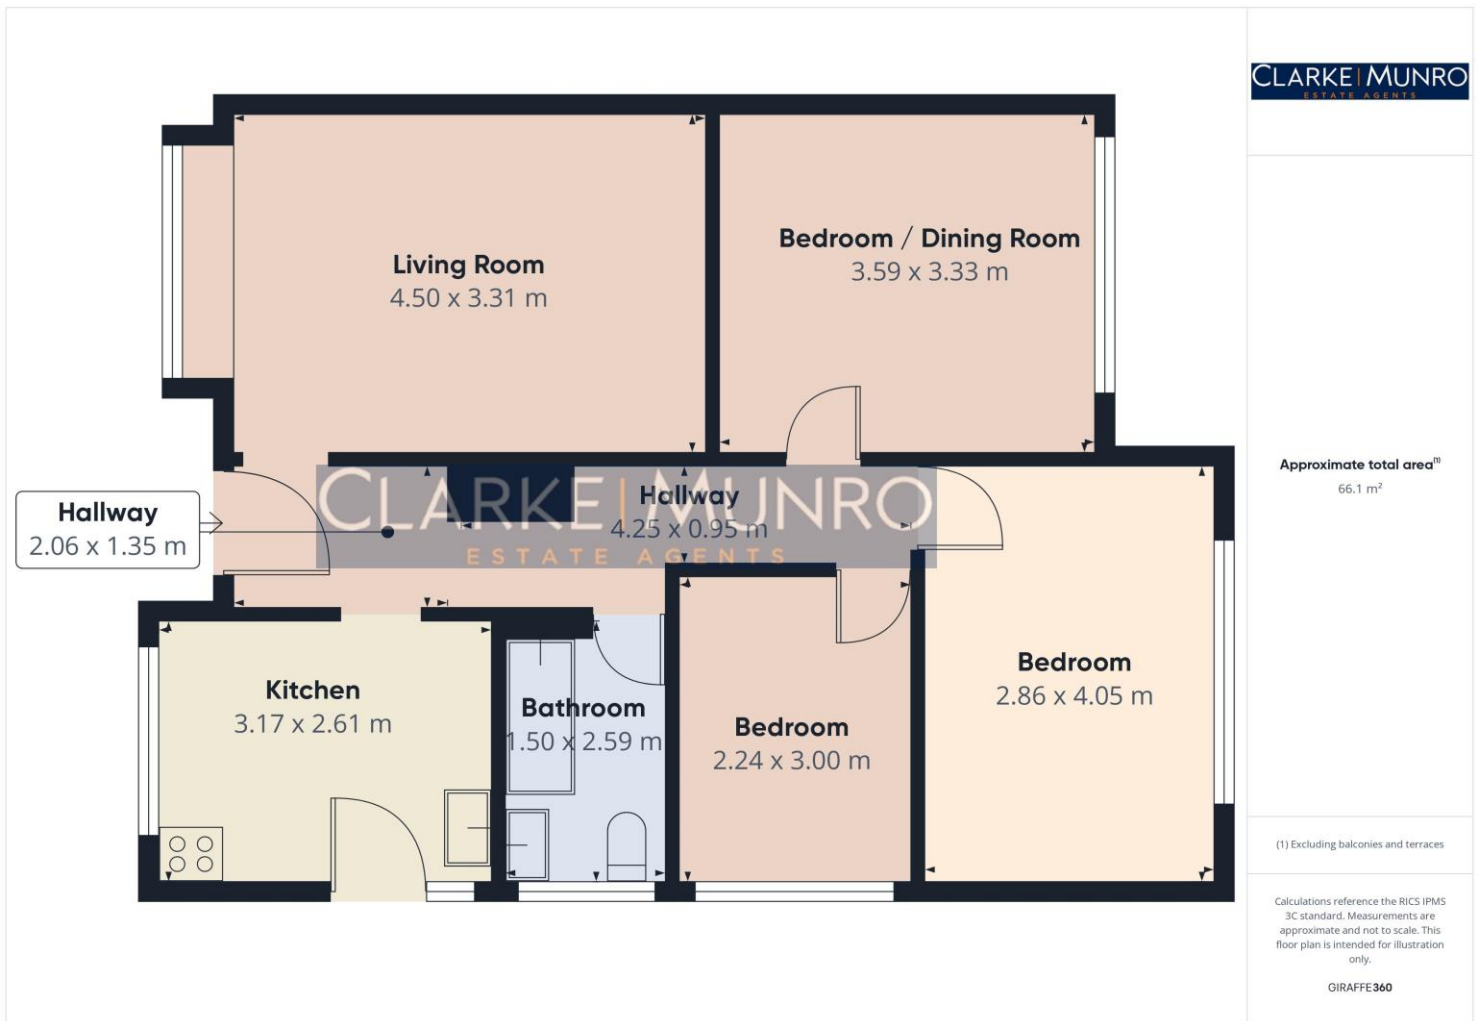 CLARKE|MUNRO
ESTATE AGENTS
Living Room
4.50 x 3.31 m
Bedroom / Dining Room
3.59 x 3.33 m
Hallway
2.06 x 1.35 m
CLARKE|MUNRO
ESTATE AGENTS
Hallway
4.25 x 0.95 m
Kitchen
3.17 x 2.61 m
Bathroom
1.50 x 2.59 m
Bedroom
2.24 x 3.00 m
Bedroom
2.86 x 4.05 m
Approximate total area(1)
66.1 m²
(1) Excluding balconies and terraces
Calculations reference the RICS IPMS
3C standard. Measurements are
approximate and not to scale. This
floor plan is intended for illustration
only.
GIRAFFE360